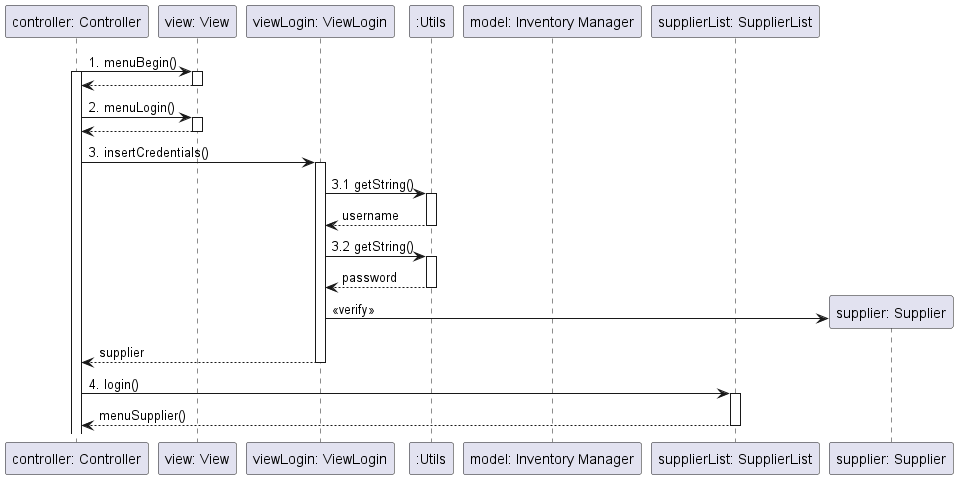 controller: Controller
view: View
viewLogin: ViewLogin
:Utils
model: Inventory Manager
supplierList: SupplierList
1. menuBegin()
2. menuLogin()
3. insertCredentials()
3.1 getString()
username
3.2 getString()
password
«verify»
supplier: Supplier
supplier
4. login()
menuSupplier()
controller: Controller
view: View
viewLogin: ViewLogin
:Utils
model: Inventory Manager
supplierList: SupplierList
supplier: Supplier